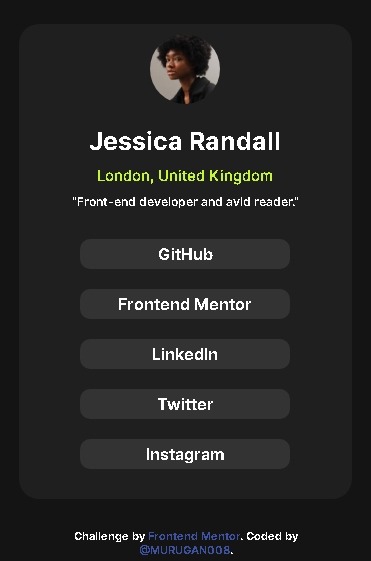 Jessica Randall
London, United Kingdom
"Front-end developer and avid reader."
GitHub
Frontend Mentor
LinkedIn
Twitter
Instagram
Challenge by Frontend Mentor. Coded by
@MURUGAN008.